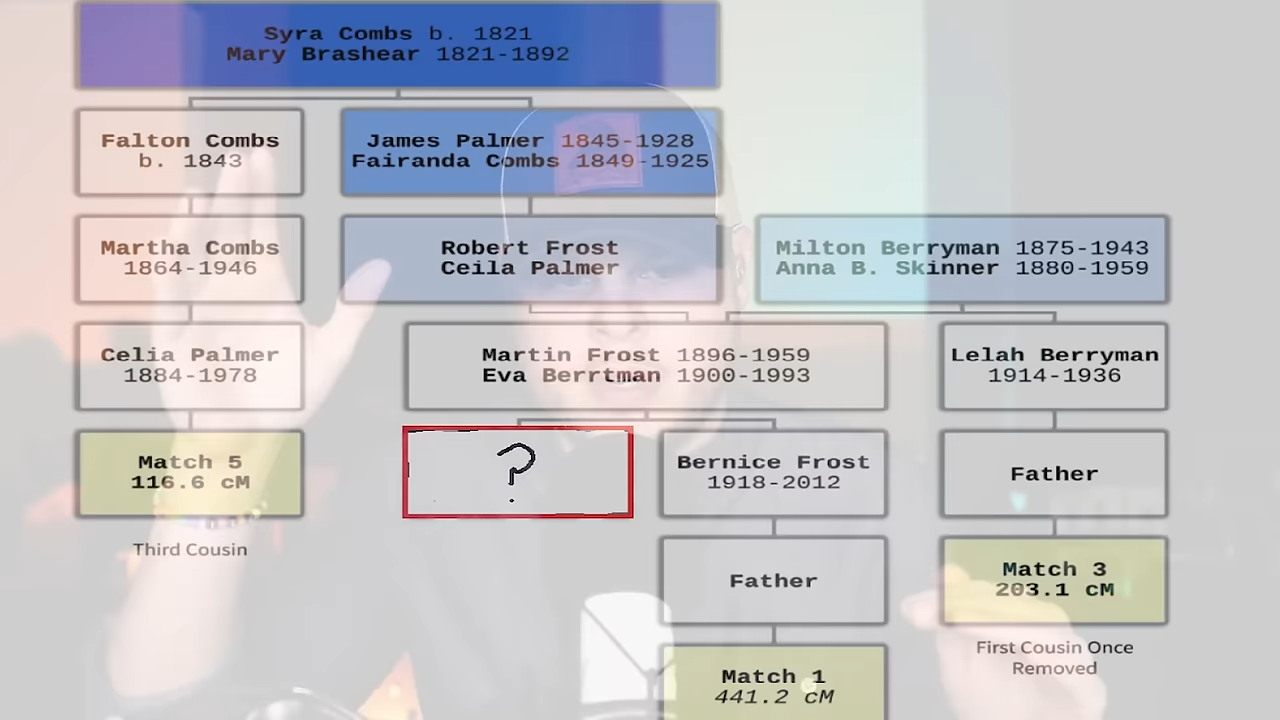 Syra Combs b. 1821
Mary Brashear 1821-1892
Falton Combs
b. 1843
James Palmer 1845-1928
Fairanda Combs 1849-1925
Martha Combs
1864-1946
Robert Frost
Ceila Palmer
Milton Berryman 1875-1943
Anna B. Skinner 1880-1959
Celia Palmer
1884-1978
Martin Frost 1896-1959
Eva Berrtman 1900-1993
Lelah Berryman
1914-1936
Match 5
116.6 cM
?
Bernice Frost
1918-2012
Father
Third Cousin
Father
Match 3
203.1 cM
First Cousin Once
Removed
Match 1
441.2 cM